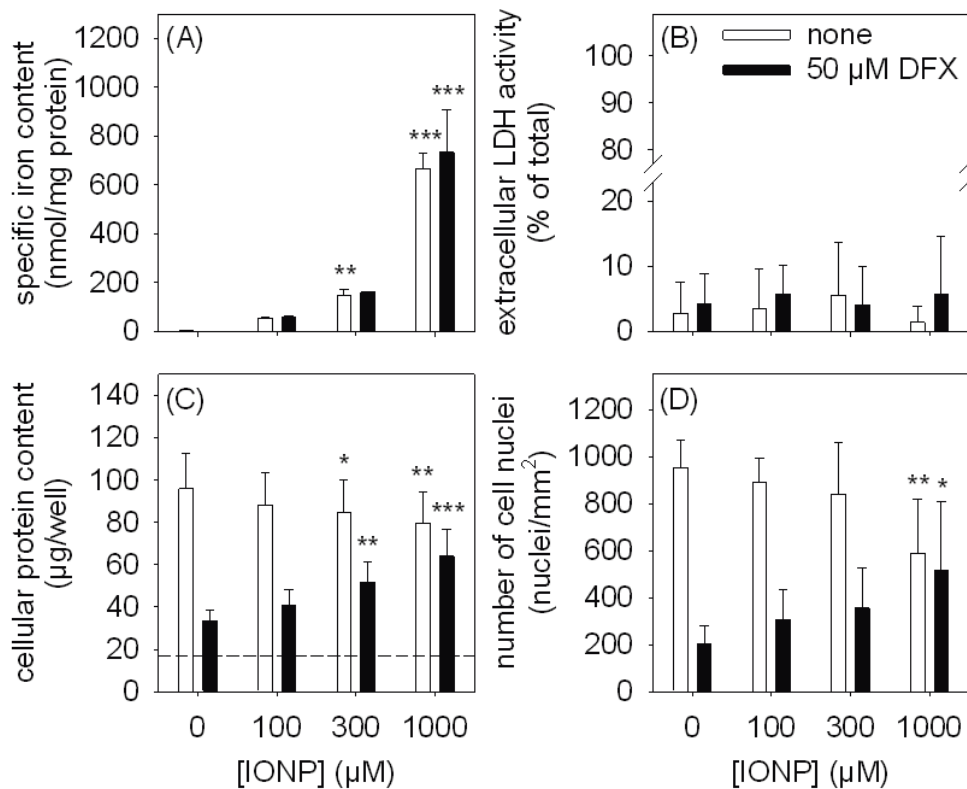 (A)
1200
1000
800
600
400
200
0
specific iron content
(nmol/mg protein)
***
***
**
(B)
none
50 µM DFX
100
90
80
20
10
0
extracellular LDH activity
(% of total)
(C)
140
120
100
80
60
40
20
0
cellular protein content
(µg/well)
*
**
**
***
0
100
300
1000
[IONP] (µM)
(D)
1200
1000
800
600
400
200
0
number of cell nuclei
(nuclei/mm²)
**
*
0
100
300
1000
[IONP] (µM)